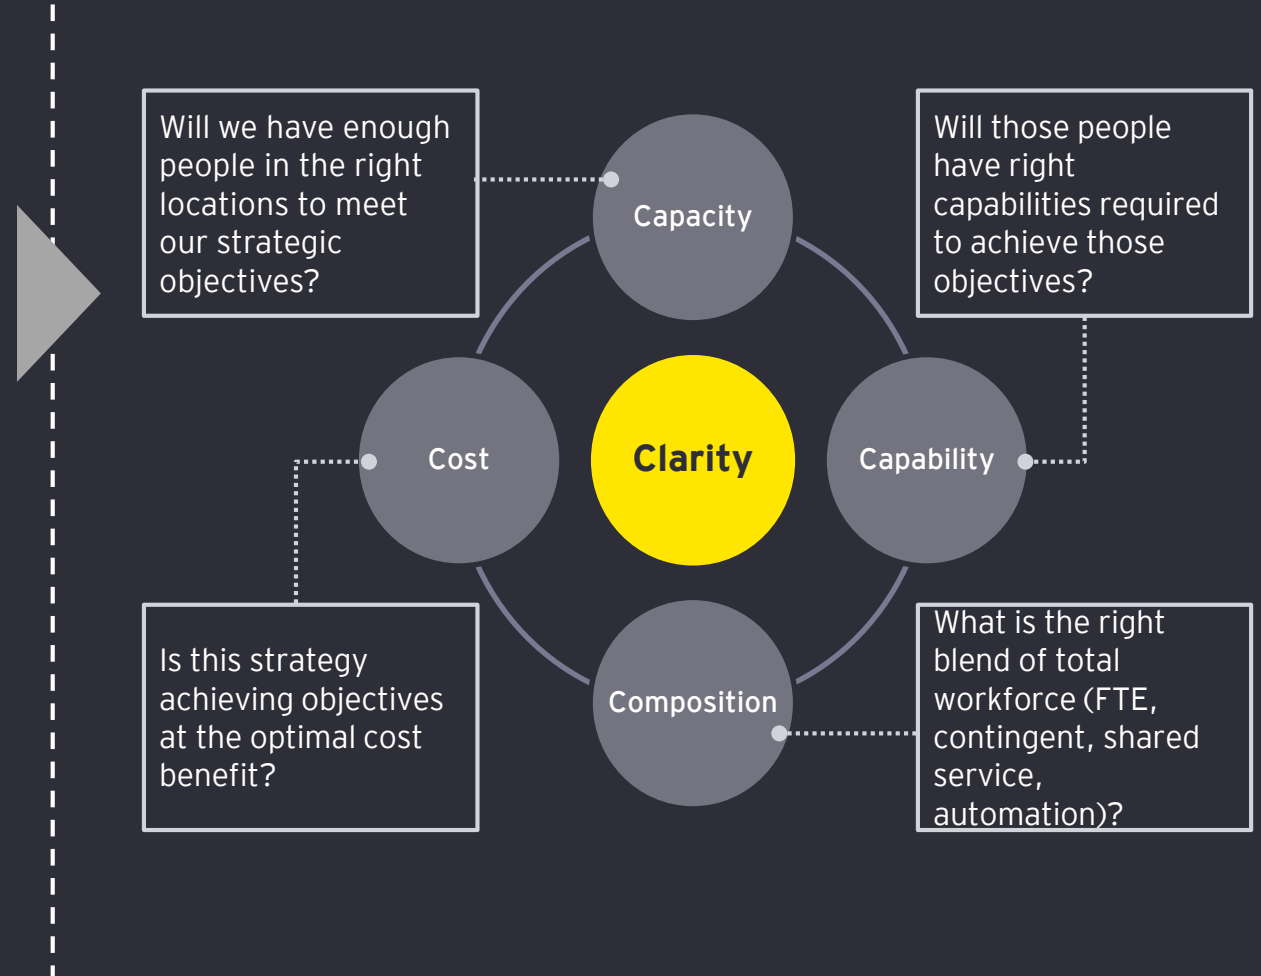 Will we have enough
people in the right
locations to meet
our strategic
objectives?
Capacity
Will those people
have right
capabilities required
to achieve those
objectives?
Cost
Clarity
Capability
Is this strategy
achieving objectives
at the optimal cost
benefit?
Composition
What is the right
blend of total
workforce (FTE,
contingent, shared
service,
automation)?